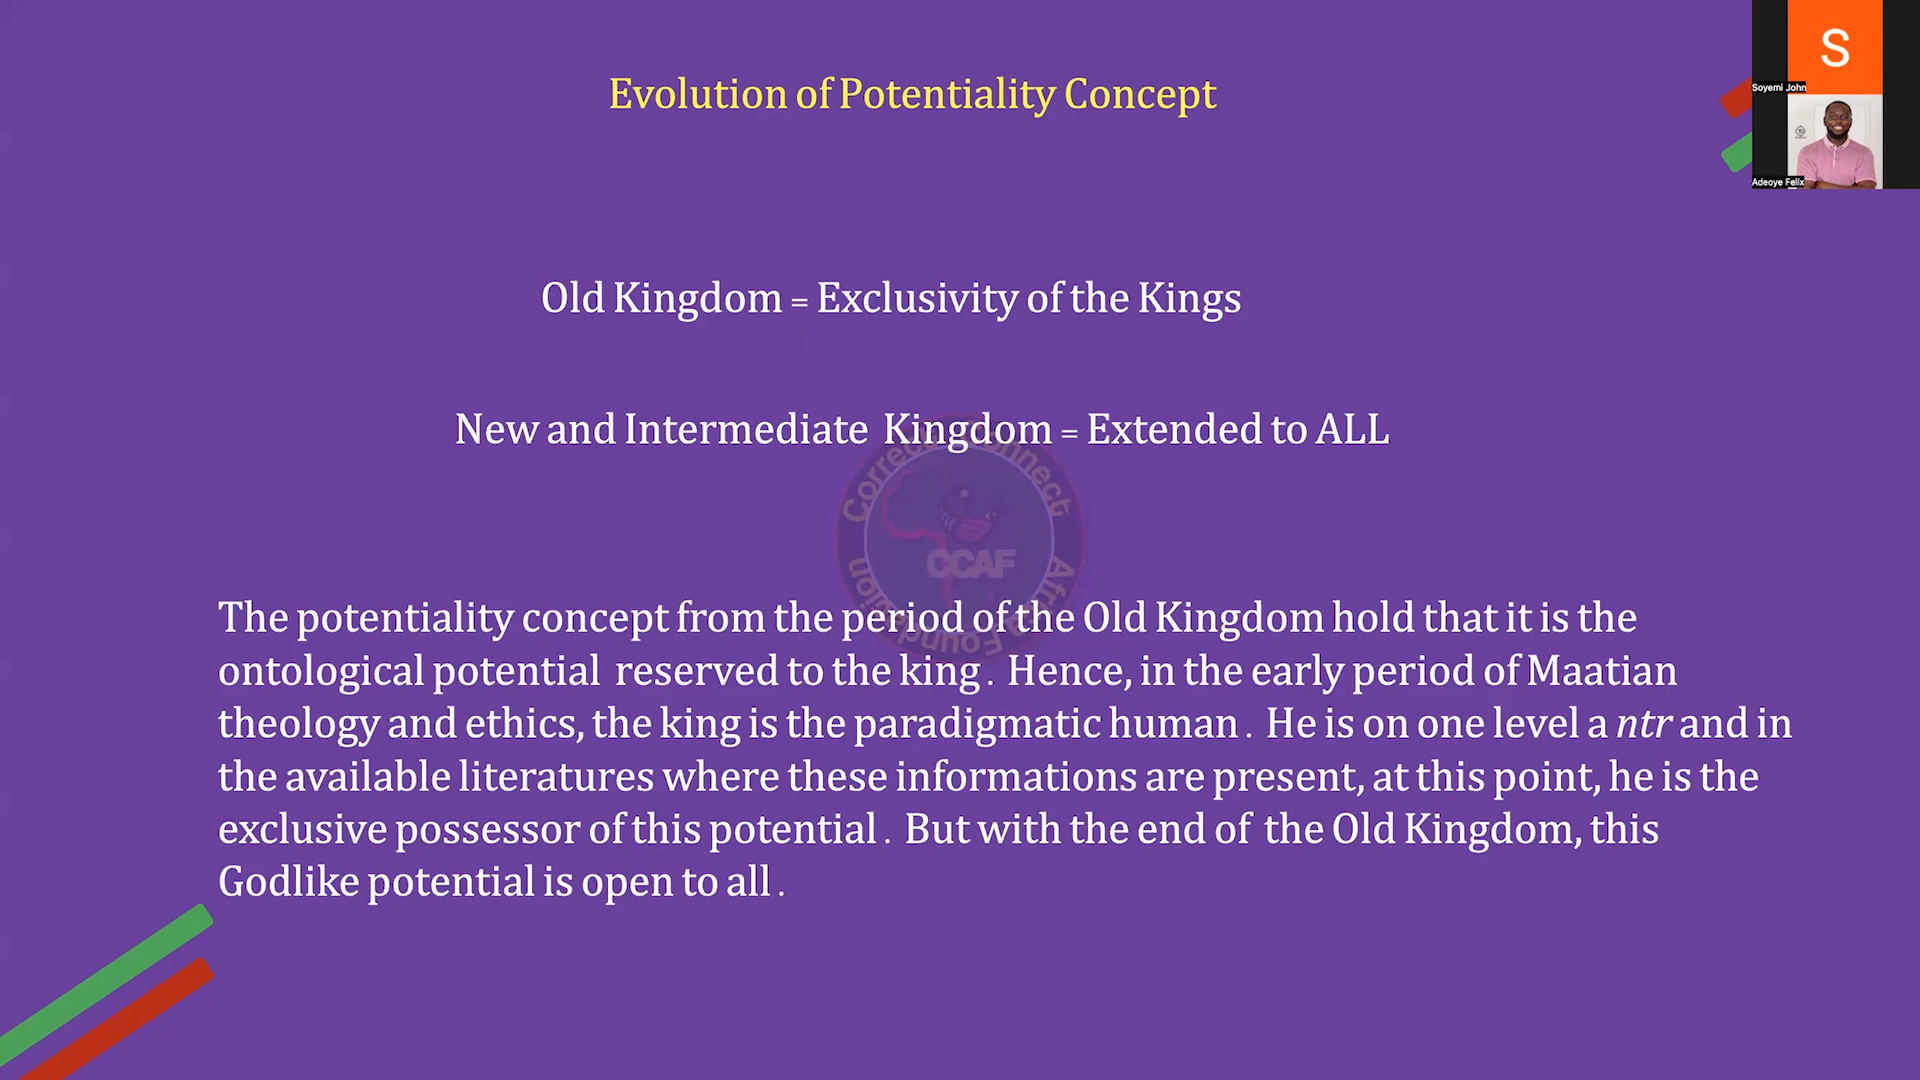 Evolution of Potentiality Concept
S
Soyemi John
Adeoye Felix
Old Kingdom = Exclusivity of the Kings
New and Intermediate Kingdom = Extended to ALL
Correct Connect
Africa Foundation
CCAF
The potentiality concept from the period of the Old Kingdom hold that it is the
ontological potential reserved to the king. Hence, in the early period of Maatian
theology and ethics, the king is the paradigmatic human. He is on one level a ntr and in
the available literatures where these informations are present, at this point, he is the
exclusive possessor of this potential. But with the end of the Old Kingdom, this
Godlike potential is open to all.